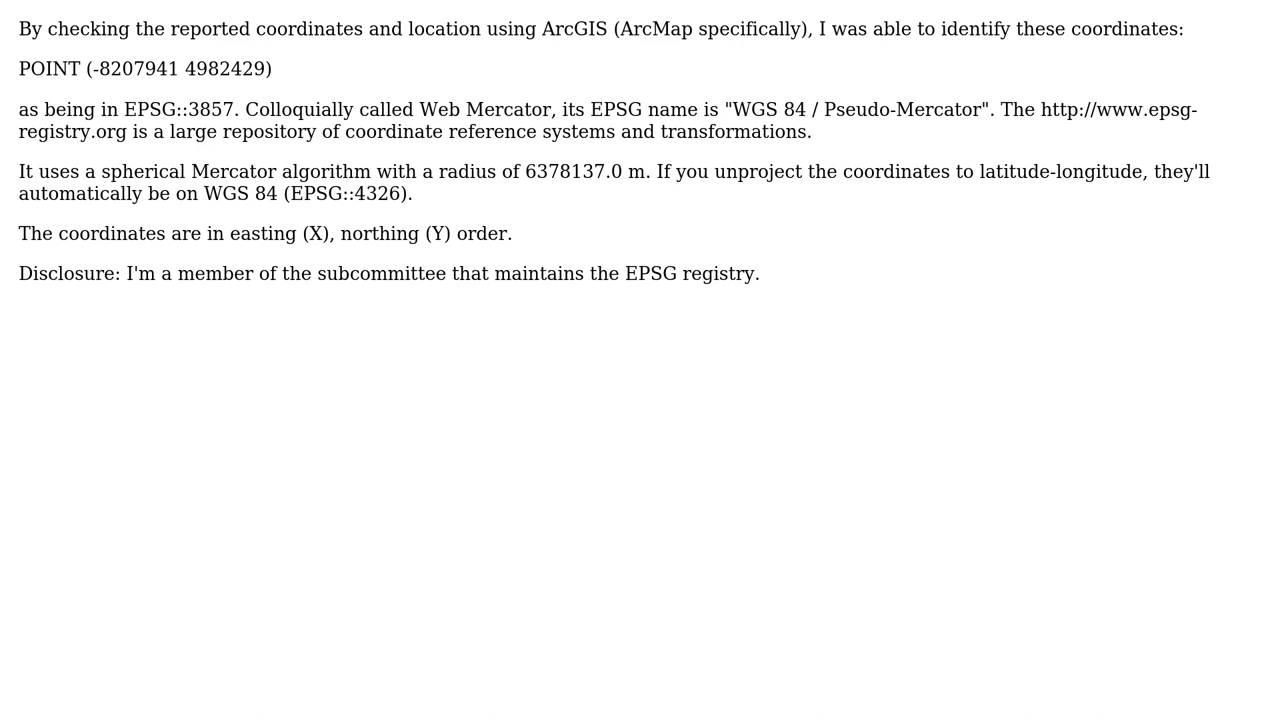 By checking the reported coordinates and location using ArcGIS (ArcMap specifically), I was able to identify these coordinates:
POINT (-8207941 4982429)
as being in EPSG::3857. Colloquially called Web Mercator, its EPSG name is "WGS 84 / Pseudo-Mercator". The http://www.epsg-
registry.org is a large repository of coordinate reference systems and transformations.
It uses a spherical Mercator algorithm with a radius of 6378137.0 m. If you unproject the coordinates to latitude-longitude, they'll
automatically be on WGS 84 (EPSG::4326).
The coordinates are in easting (X), northing (Y) order.
Disclosure: I'm a member of the subcommittee that maintains the EPSG registry.